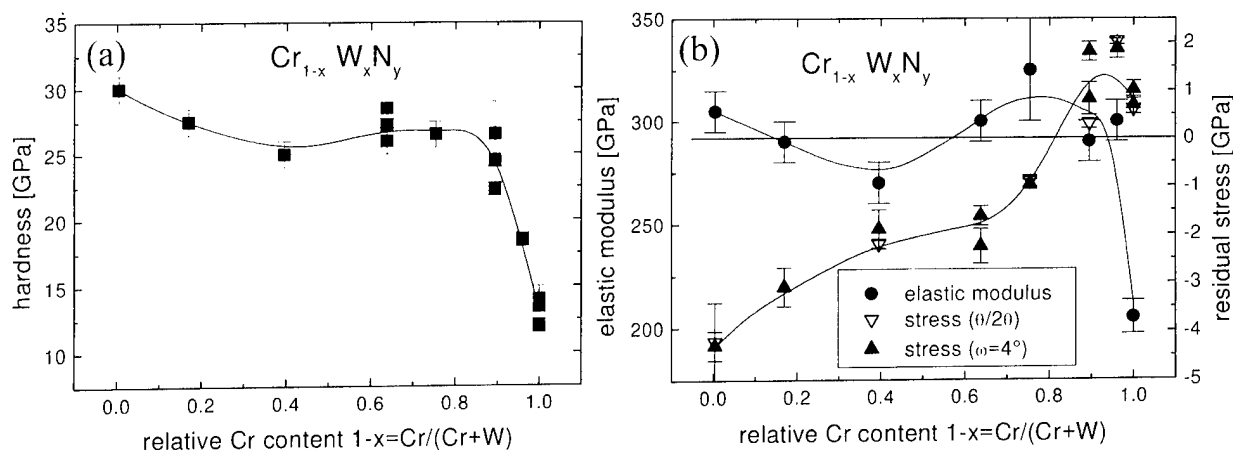 (a)
Cr1-x WxNy
35
30
25
20
15
10
hardness [GPa]
0.0 0.2 0.4 0.6 0.8 1.0
relative Cr content 1-x=Cr/(Cr+W)
(b)
Cr1-x WxNy
350
300
250
200
elastic modulus [GPa]
2
1
0
-1
-2
-3
-4
-5
residual stress [GPa]
elastic modulus
stress (θ/2θ)
stress (ω=4°)
0.0 0.2 0.4 0.6 0.8 1.0
relative Cr content 1-x=Cr/(Cr+W)